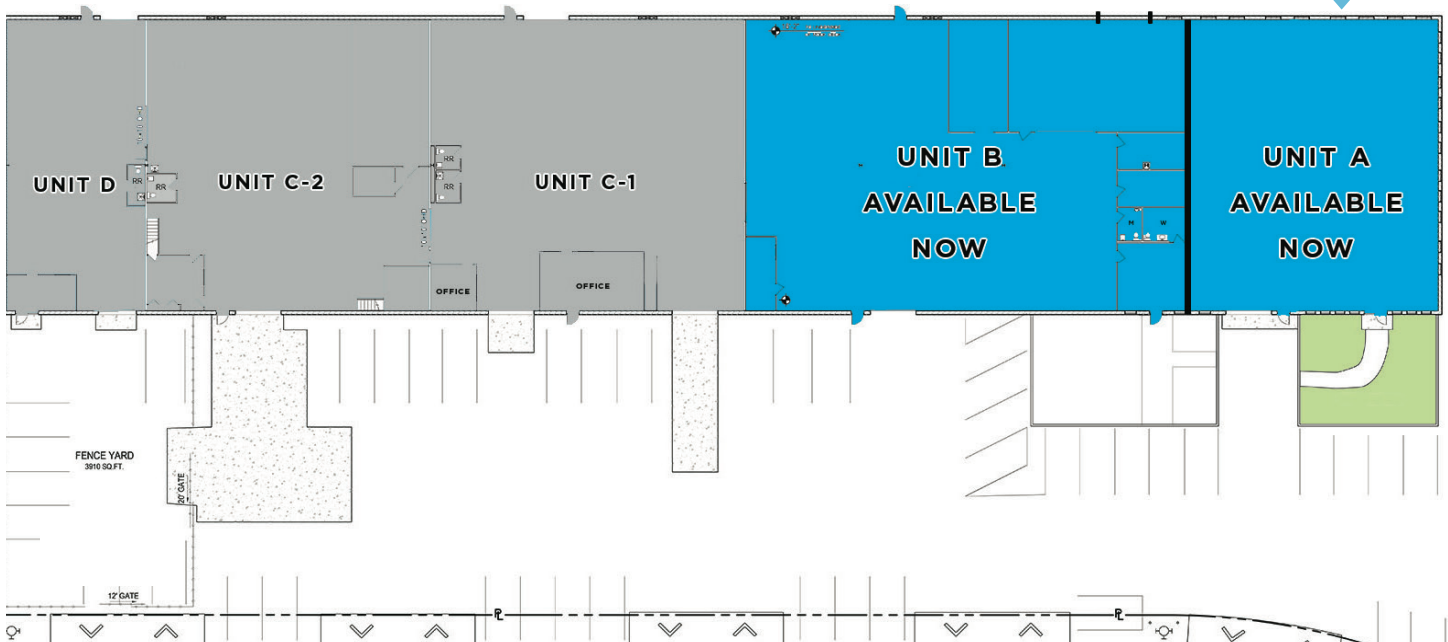 UNIT D
RR
RR
UNIT C-2
RR
RR
UNIT C-1
OFFICE
OFFICE
UNIT B
AVAILABLE
NOW
M
W
UNIT A
AVAILABLE
NOW
FENCE YARD
3910 SQ.FT.
20' GATE
12' GATE
PL
PL